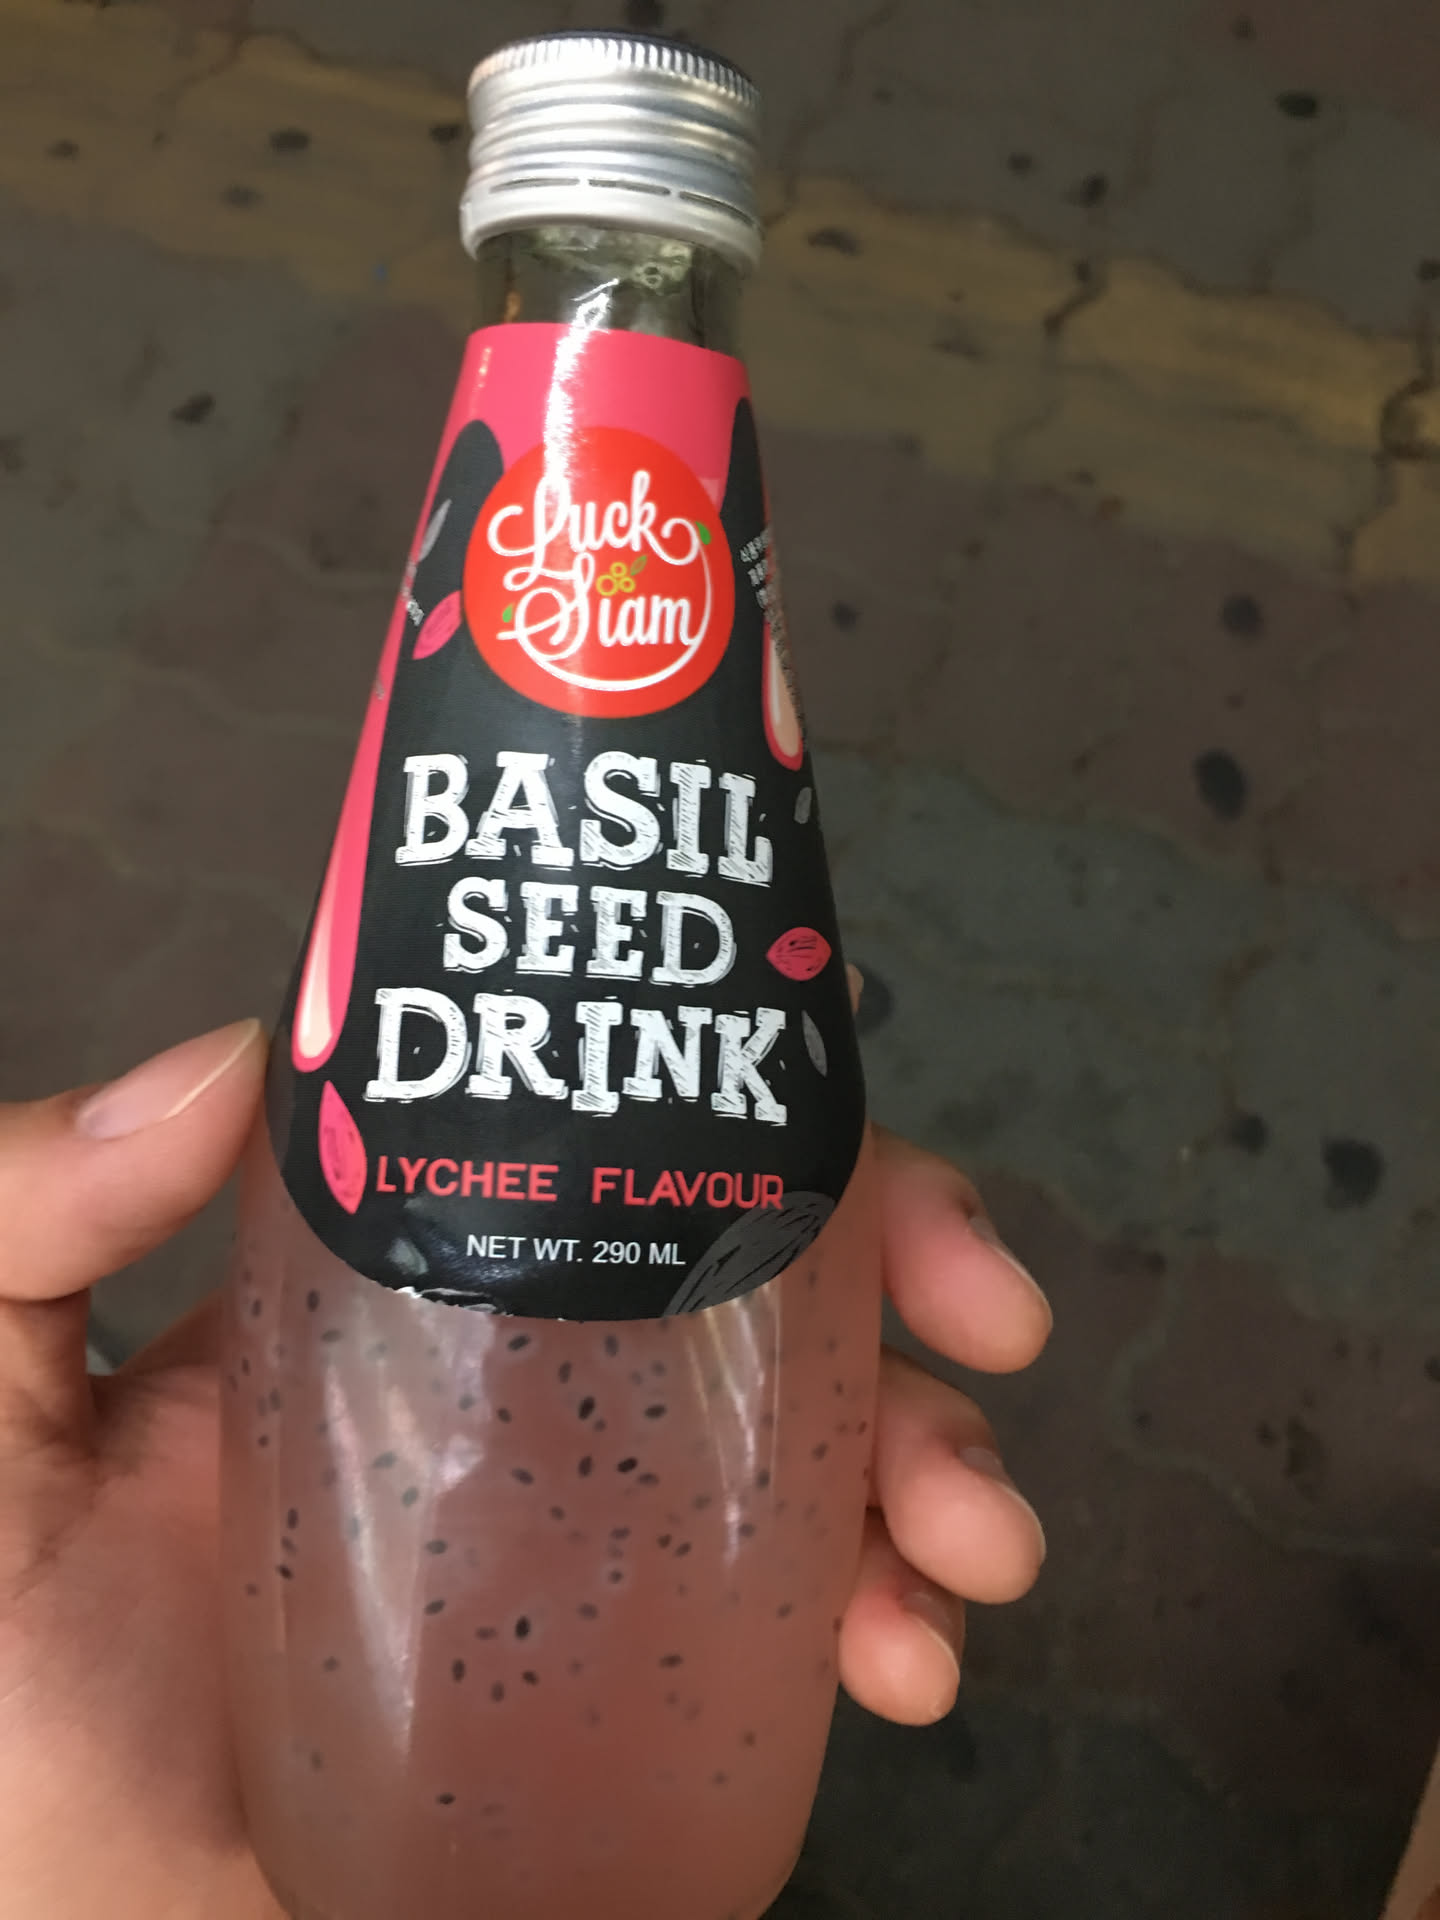 Luck
Siam
BASIL
SEED
DRINK
LYCHEE FLAVOUR
NET WT. 290 ML